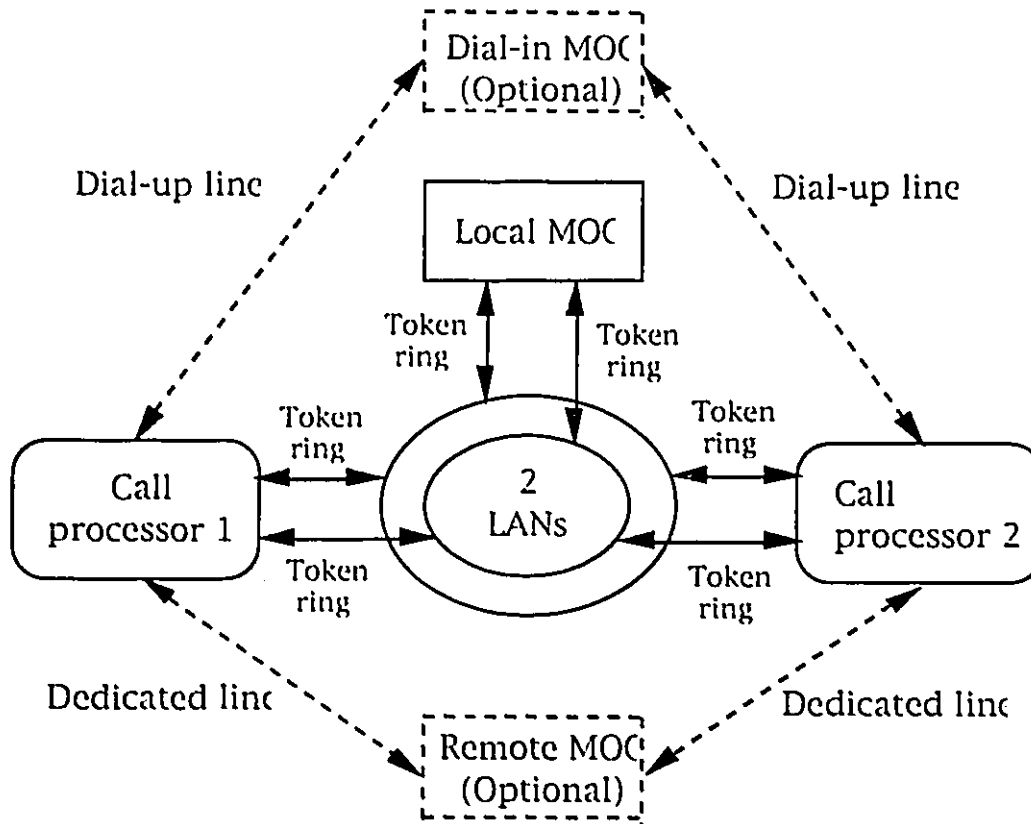 Dial-in MOC
(Optional)
Dial-up line
Dial-up line
Local MOC
Token
ring
Token
ring
Token
ring
Token
ring
Call
processor 1
2
LANs
Call
processor 2
Token
ring
Token
ring
Dedicated line
Dedicated line
Remote MOC
(Optional)